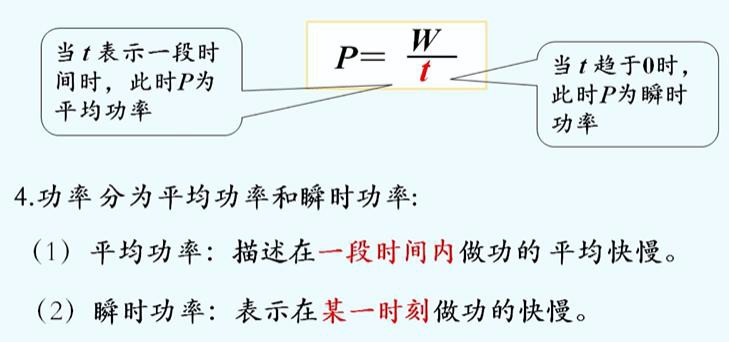 当 t 表示一段时
间时，此时P为
平均功率
P= W/t
当 t 趋于0时，
此时P为瞬时
功率
4.功率分为平均功率和瞬时功率:
（1）平均功率：描述在一段时间内做功的平均快慢。
（2）瞬时功率：表示在某一时刻做功的快慢。